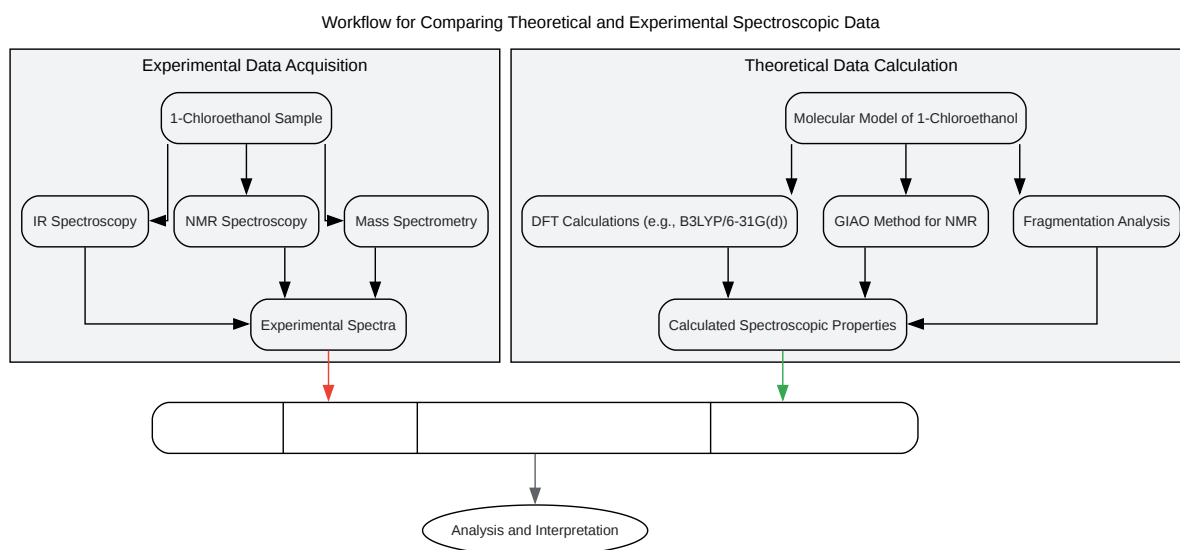 Workflow for Comparing Theoretical and Experimental Spectroscopic Data
Experimental Data Acquisition
1-Chloroethanol Sample
IR Spectroscopy
NMR Spectroscopy
Mass Spectrometry
Experimental Spectra
Theoretical Data Calculation
Molecular Model of 1-Chloroethanol
DFT Calculations (e.g., B3LYP/6-31G(d))
GIAO Method for NMR
Fragmentation Analysis
Calculated Spectroscopic Properties
Analysis and Interpretation